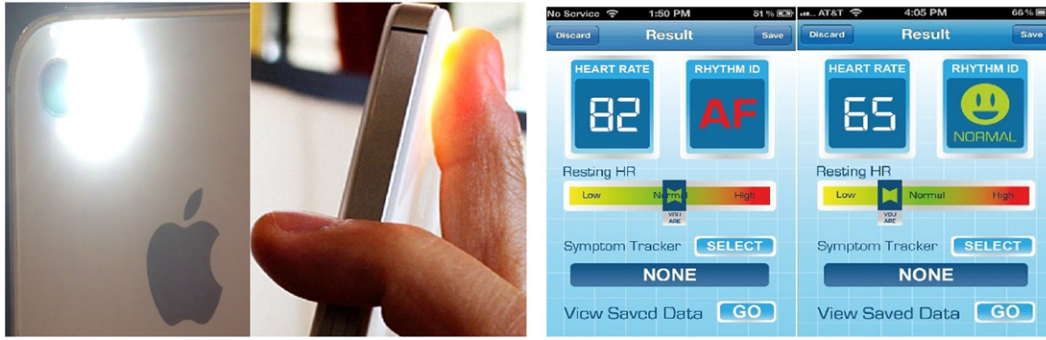 No Service 1:50 PM 51%
Discard Result Save
HEART RATE RHYTHM ID
82 AF
Resting HR
Low Normal High
YOU
ARE
Symptom Tracker SELECT
NONE
View Saved Data GO
AT&T 4:05 PM 66%
Discard Result Save
HEART RATE RHYTHM ID
65 NORMAL
Resting HR
Low Normal High
YOU
ARE
Symptom Tracker SELECT
NONE
View Saved Data GO